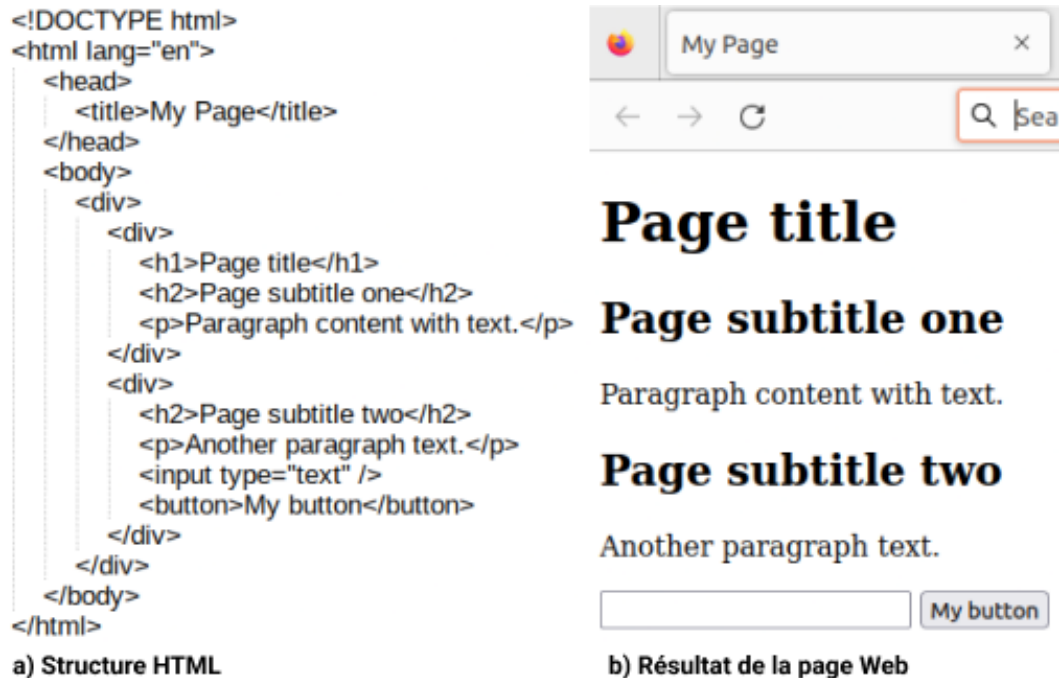 <!DOCTYPE html>
<html lang="en">
<head>
<title>My Page</title>
</head>
<body>
<div>
<div>
<h1>Page title</h1>
<h2>Page subtitle one</h2>
<p>Paragraph content with text.</p>
</div>
<div>
<h2>Page subtitle two</h2>
<p>Another paragraph text.</p>
<input type="text" />
<button>My button</button>
</div>
</div>
</body>
</html>
a) Structure HTML
My Page
Sea
Page title
Page subtitle one
Paragraph content with text.
Page subtitle two
Another paragraph text.
My button
b) Résultat de la page Web